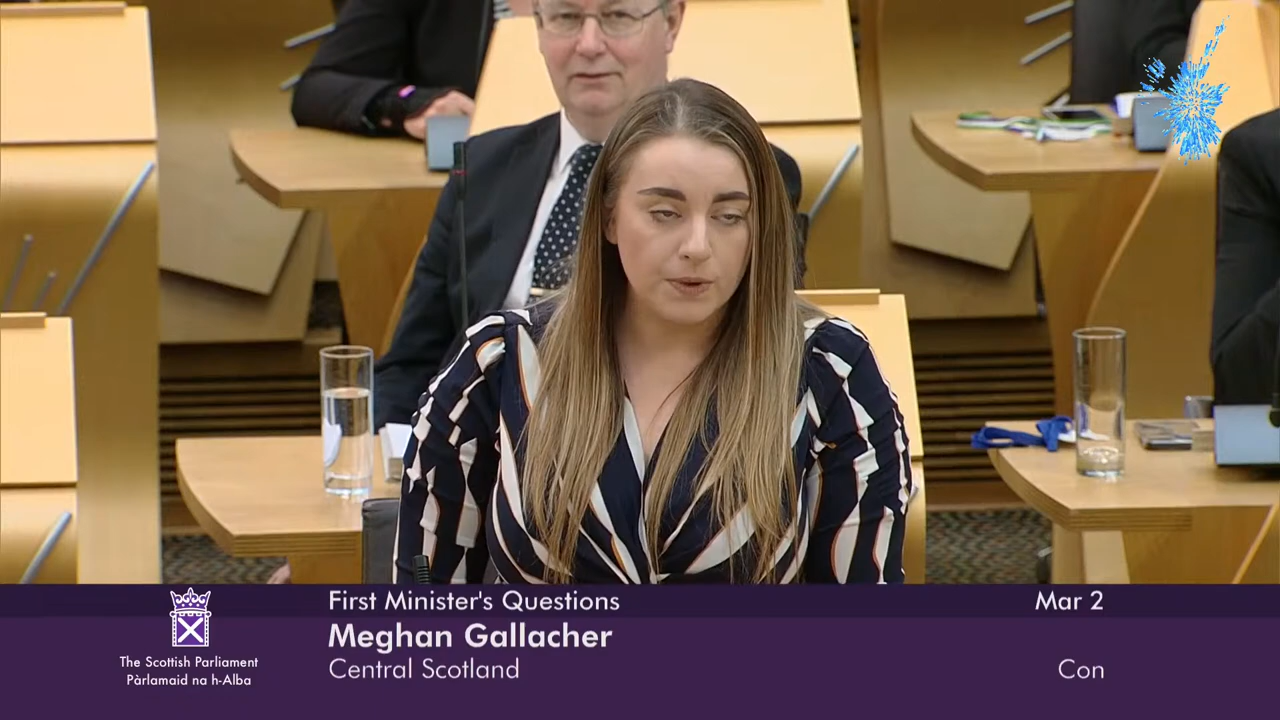 First Minister's Questions
Mar 2
Meghan Gallacher
The Scottish Parliament
Central Scotland
Con
Pàrlamaid na h-Alba